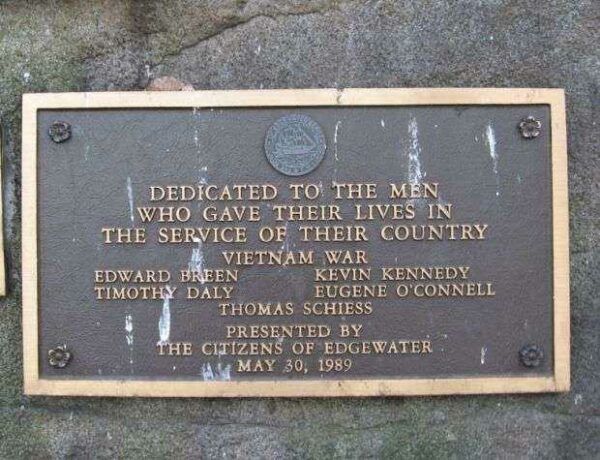 DEDICATED TO THE MEN
WHO GAVE THEIR LIVES IN
THE SERVICE OF THEIR COUNTRY
VIETNAM WAR
EDWARD BREEN KEVIN KENNEDY
TIMOTHY DALY EUGENE O'CONNELL
THOMAS SCHIESS
PRESENTED BY
THE CITIZENS OF EDGEWATER
MAY 30, 1989